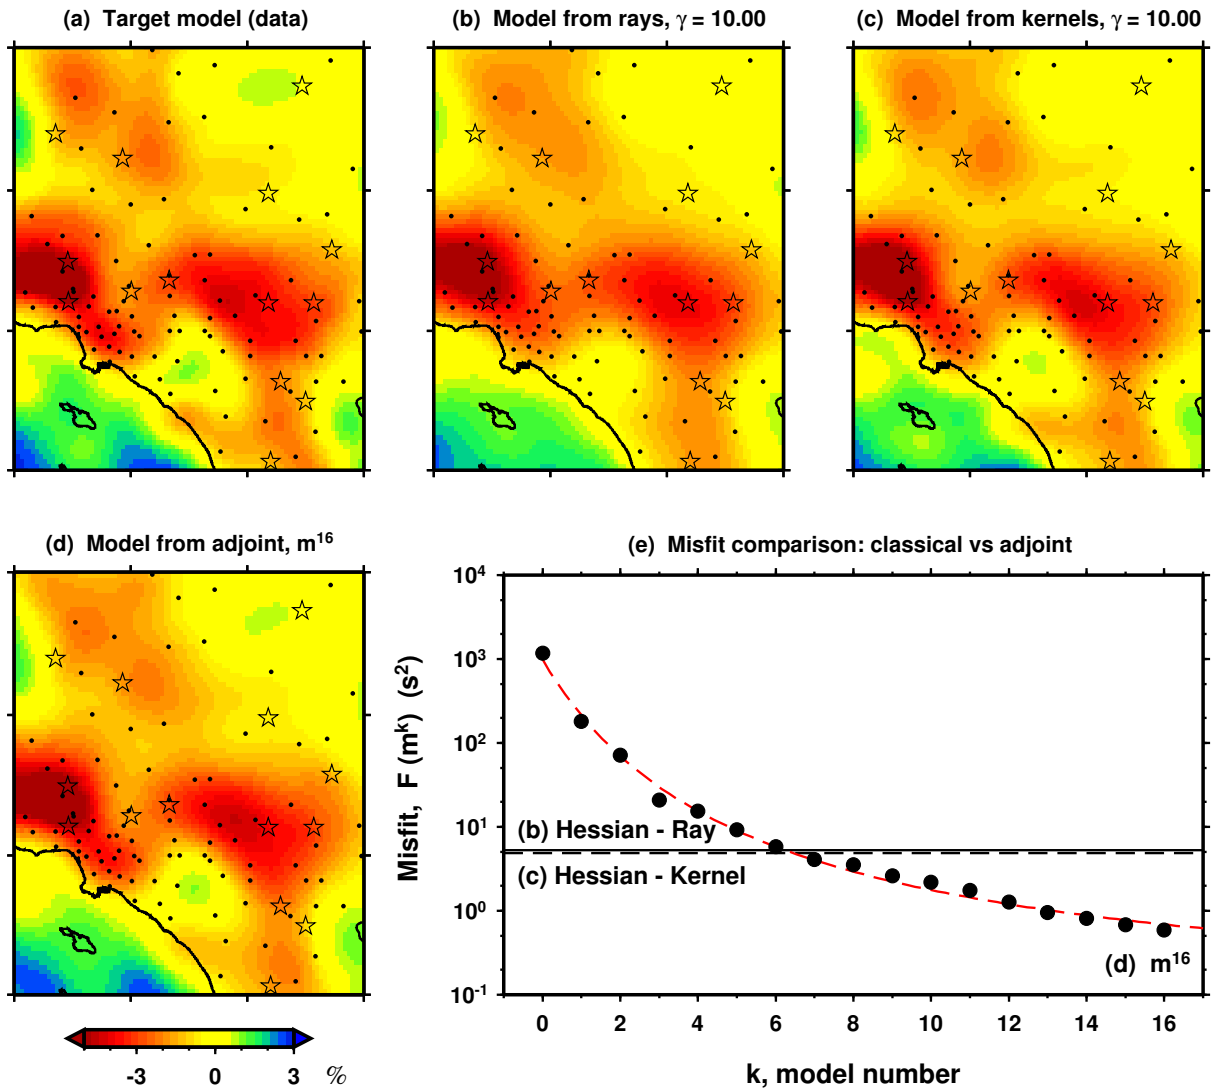 (a) Target model (data)
(b) Model from rays, γ = 10.00
(c) Model from kernels, γ = 10.00
(d) Model from adjoint, m¹⁶
-3 0 3 %
(e) Misfit comparison: classical vs adjoint
Misfit, F (mᵏ) (s²)
10⁴
10³
10²
10¹
10⁰
10⁻¹
(b) Hessian - Ray
(c) Hessian - Kernel
(d) m¹⁶
0 2 4 6 8 10 12 14 16
k, model number